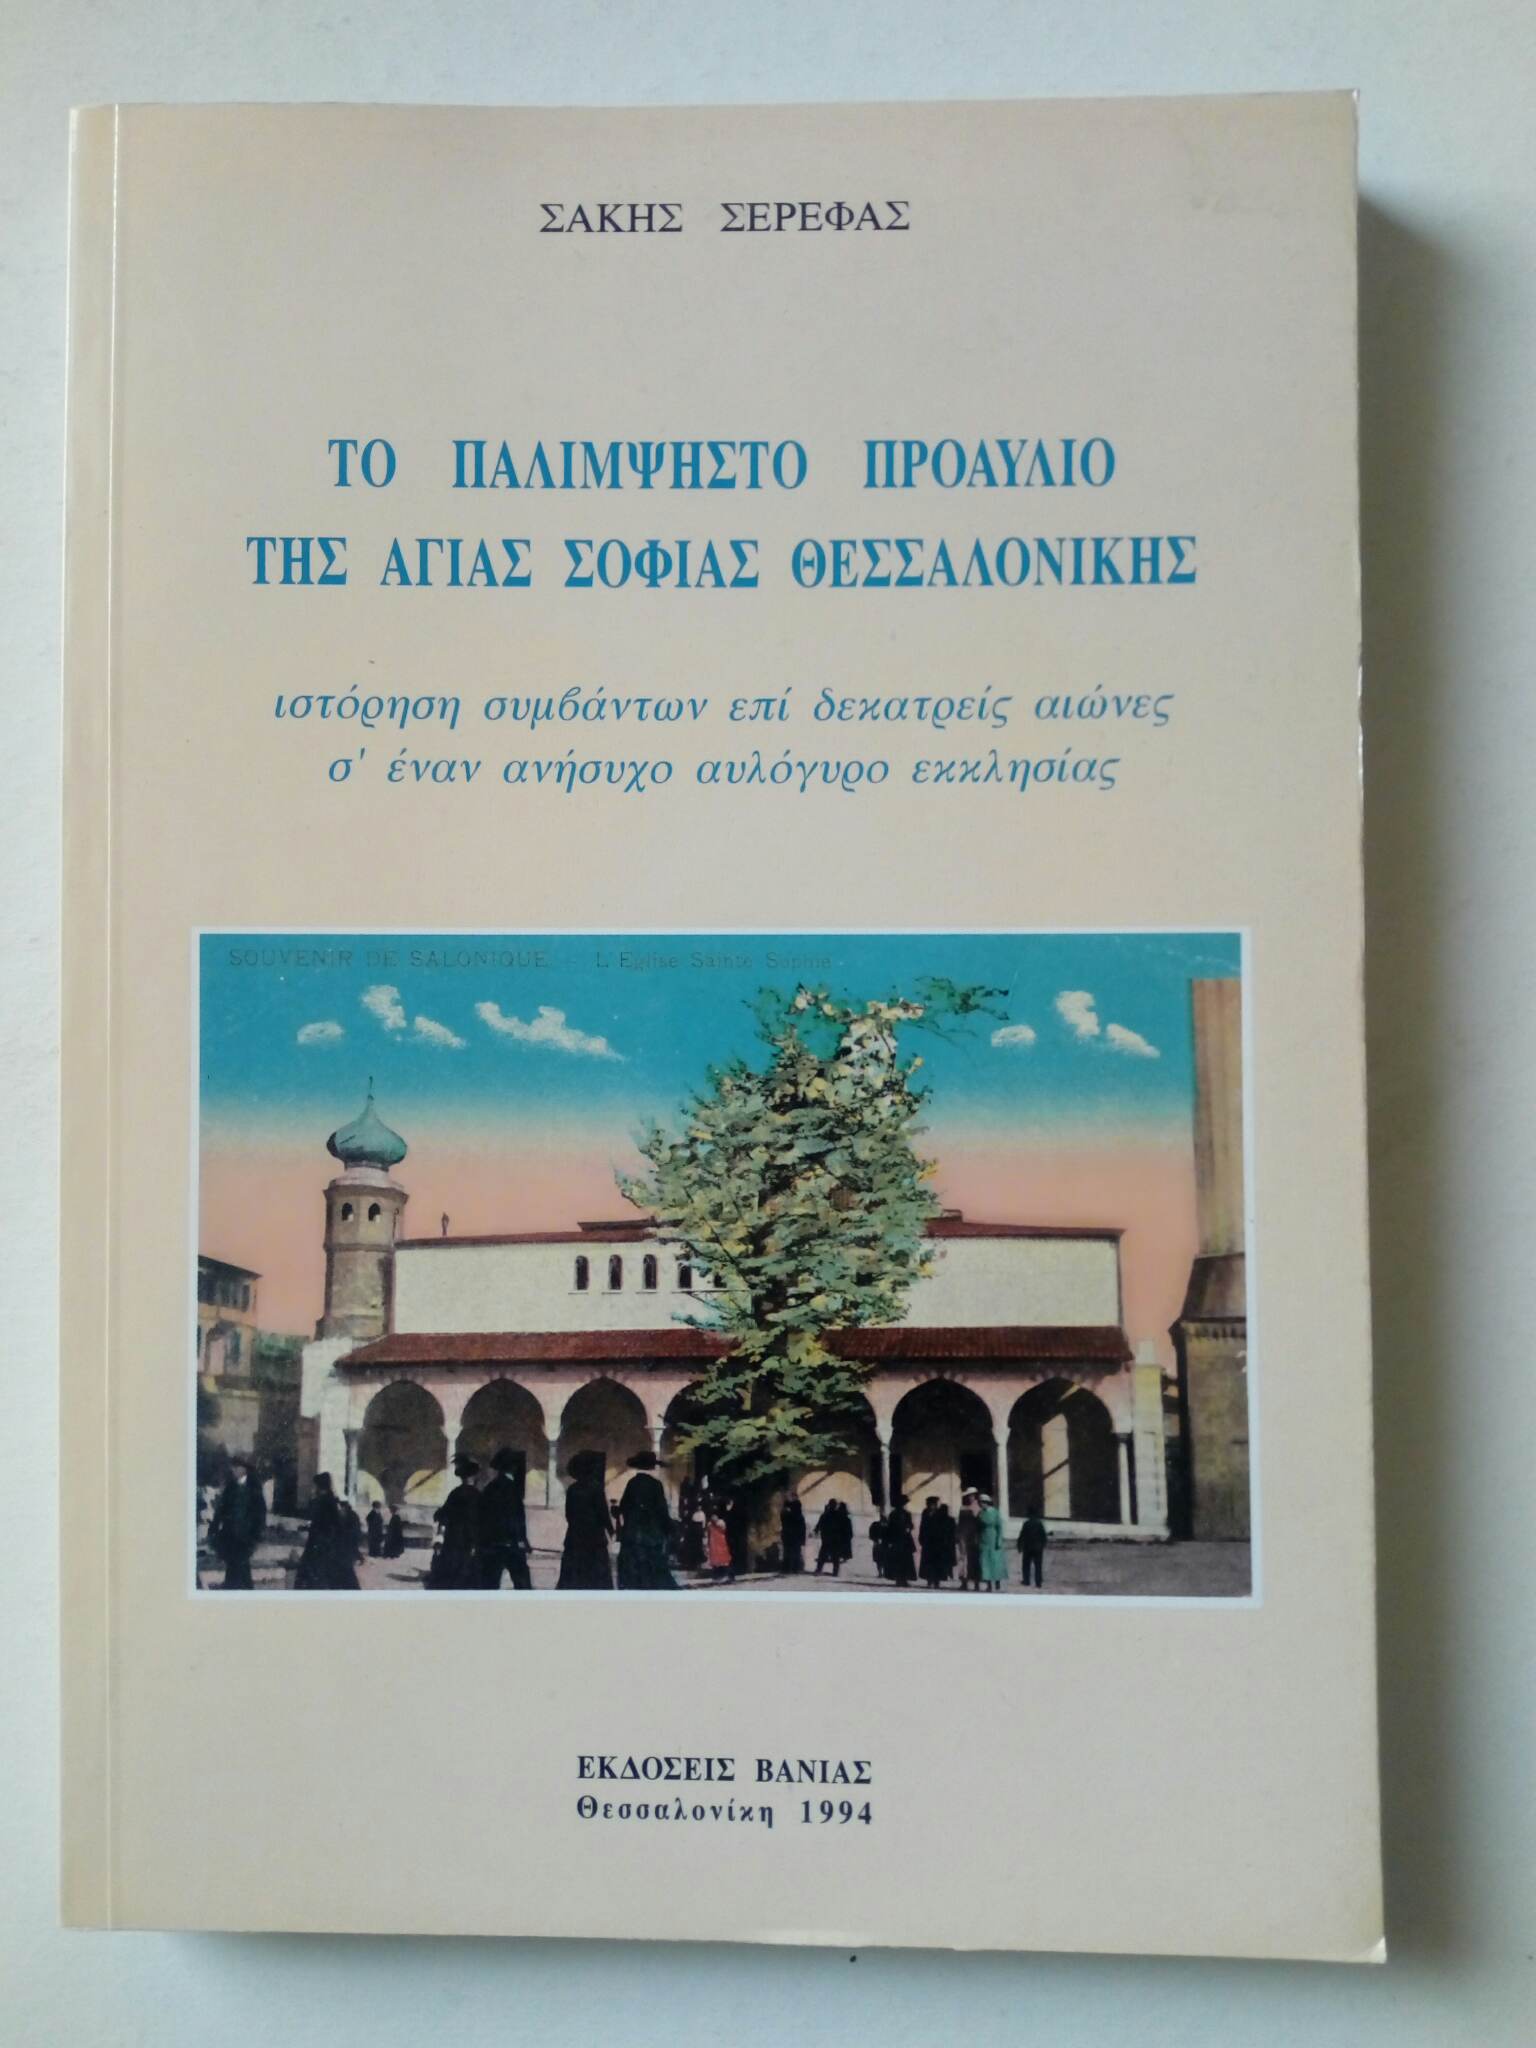 ΣΑΚΗΣ ΣΕΡΕΦΑΣ
ΤΟ ΠΑΛΙΜΨΗΣΤΟ ΠΡΟΑΥΛΙΟ
ΤΗΣ ΑΓΙΑΣ ΣΟΦΙΑΣ ΘΕΣΣΑΛΟΝΙΚΗΣ
ιστόρηση συμβάντων επί δεκατρείς αιώνες
σ' έναν ανήσυχο αυλόγυρο εκκλησίας
SOUVENIR DE SALONIQUE - L'Eglise Sainte Sophie
ΕΚΔΟΣΕΙΣ ΒΑΝΙΑΣ
Θεσσαλονίκη 1994